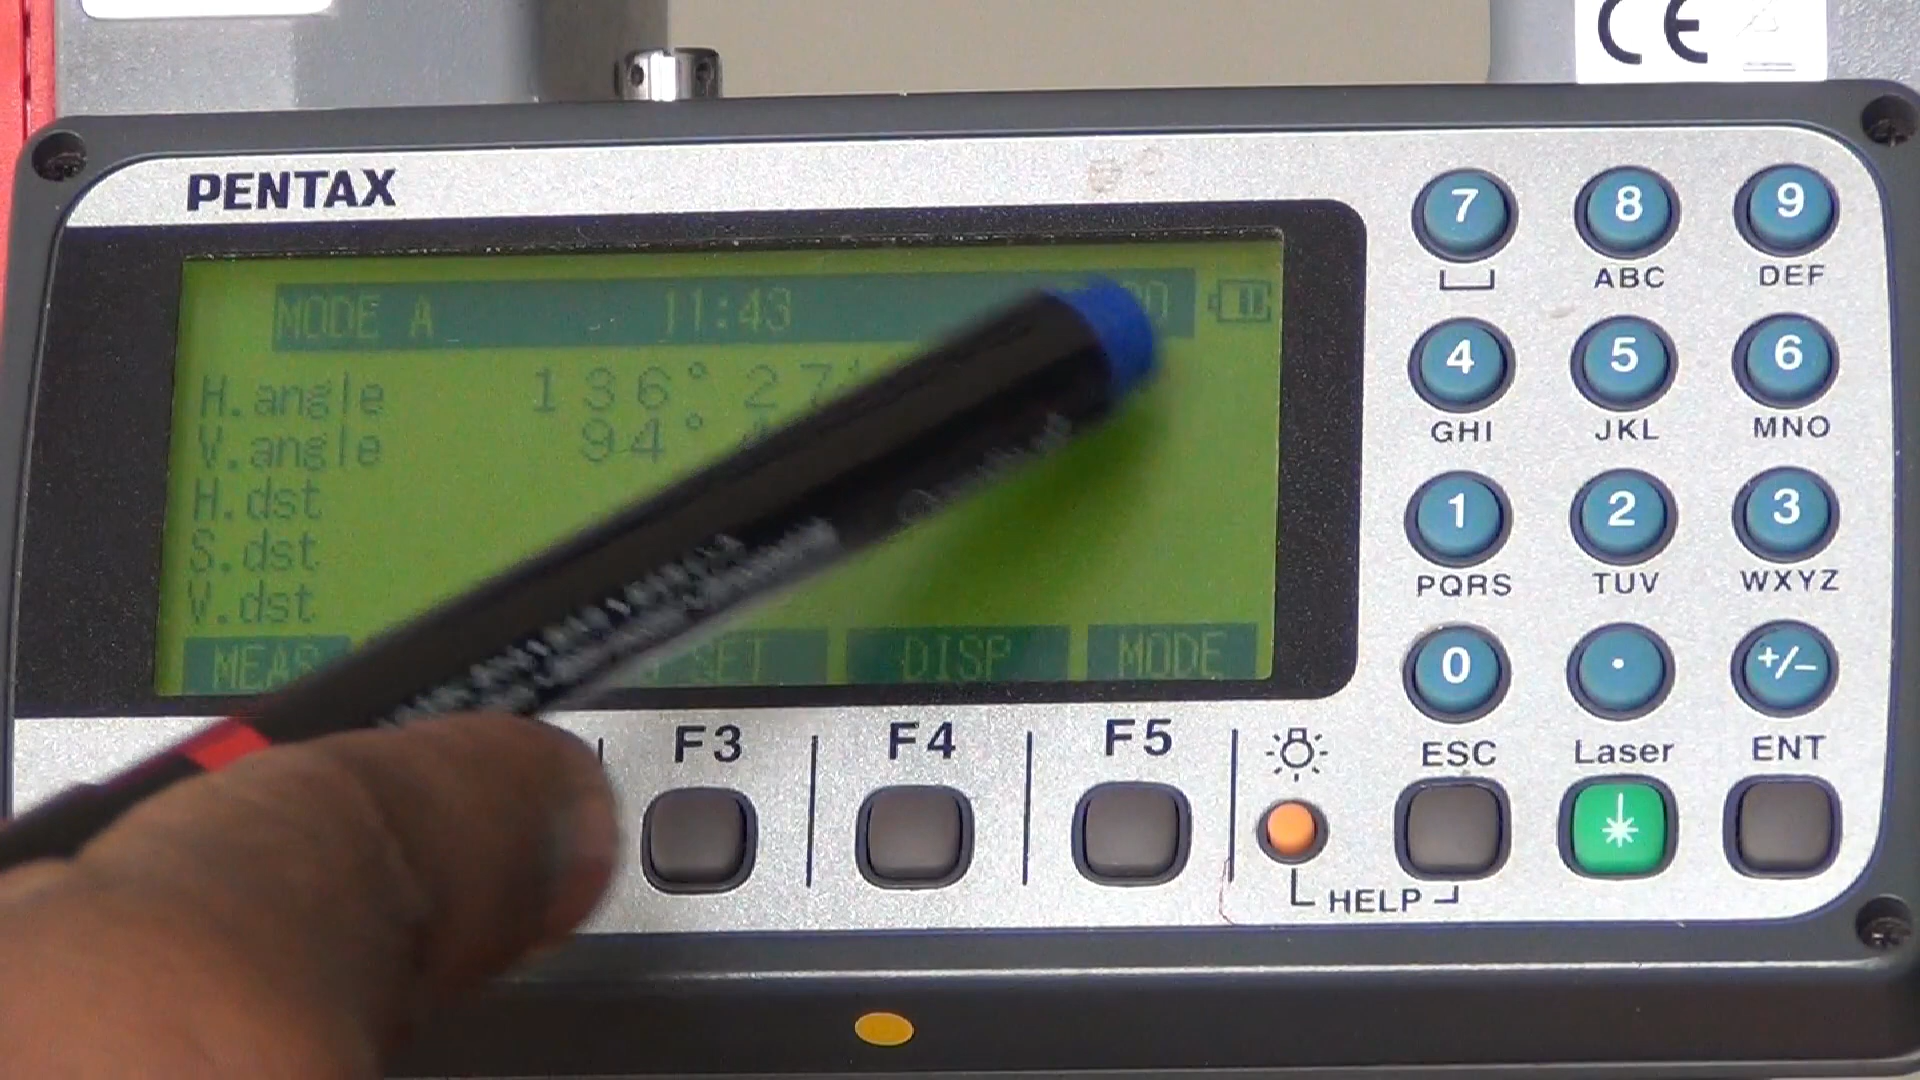 CE
PENTAX
MODE A 11:43
H.angle 136° 27'
V.angle 94°
H.dst
S.dst
V.dst
MEAS SET DISP MODE
F3 F4 F5
7 8 9
ABC DEF
4 5 6
GHI JKL MNO
1 2 3
PQRS TUV WXYZ
0 . +/−
ESC Laser ENT
HELP